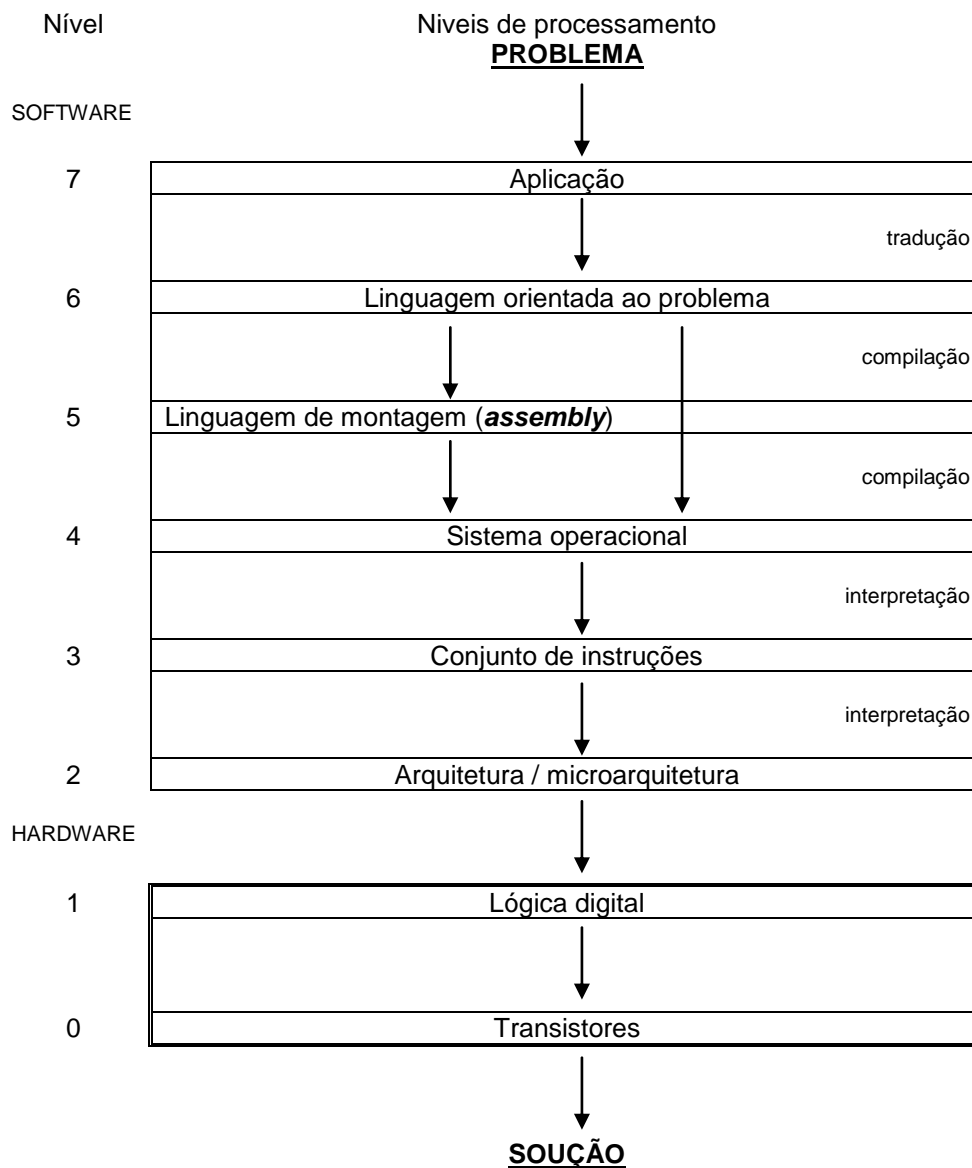 Nível Niveis de processamento
PROBLEMA
SOFTWARE
7 Aplicação
tradução
6 Linguagem orientada ao problema
compilação
5 Linguagem de montagem (assembly)
compilação
4 Sistema operacional
interpretação
3 Conjunto de instruções
interpretação
2 Arquitetura / microarquitetura
HARDWARE
1 Lógica digital
0 Transistores
SOUÇÃO